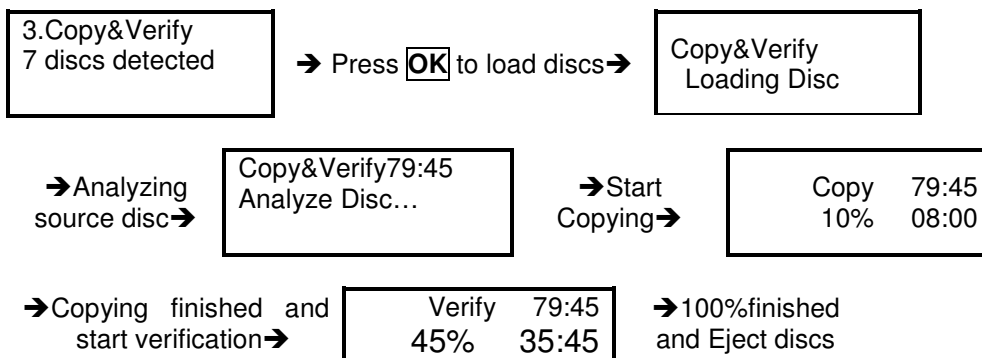 3.Copy&Verify
7 discs detected
➔ Press OK to load discs➔
Copy&Verify
Loading Disc
➔Analyzing
source disc➔
Copy&Verify79:45
Analyze Disc…
➔Start
Copying➔
Copy 79:45
10% 08:00
➔Copying finished and
start verification➔
Verify 79:45
45% 35:45
➔100%finished
and Eject discs